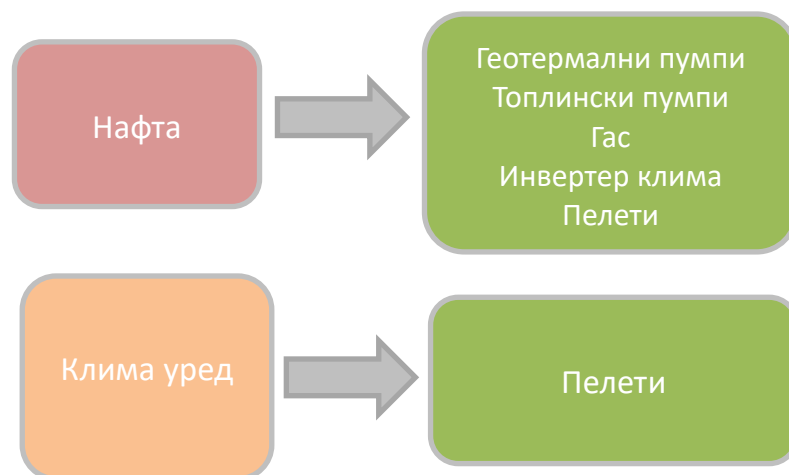 Нафта
Геотермални пумпи
Топлински пумпи
Гас
Инвертер клима
Пелети
Клима уред
Пелети